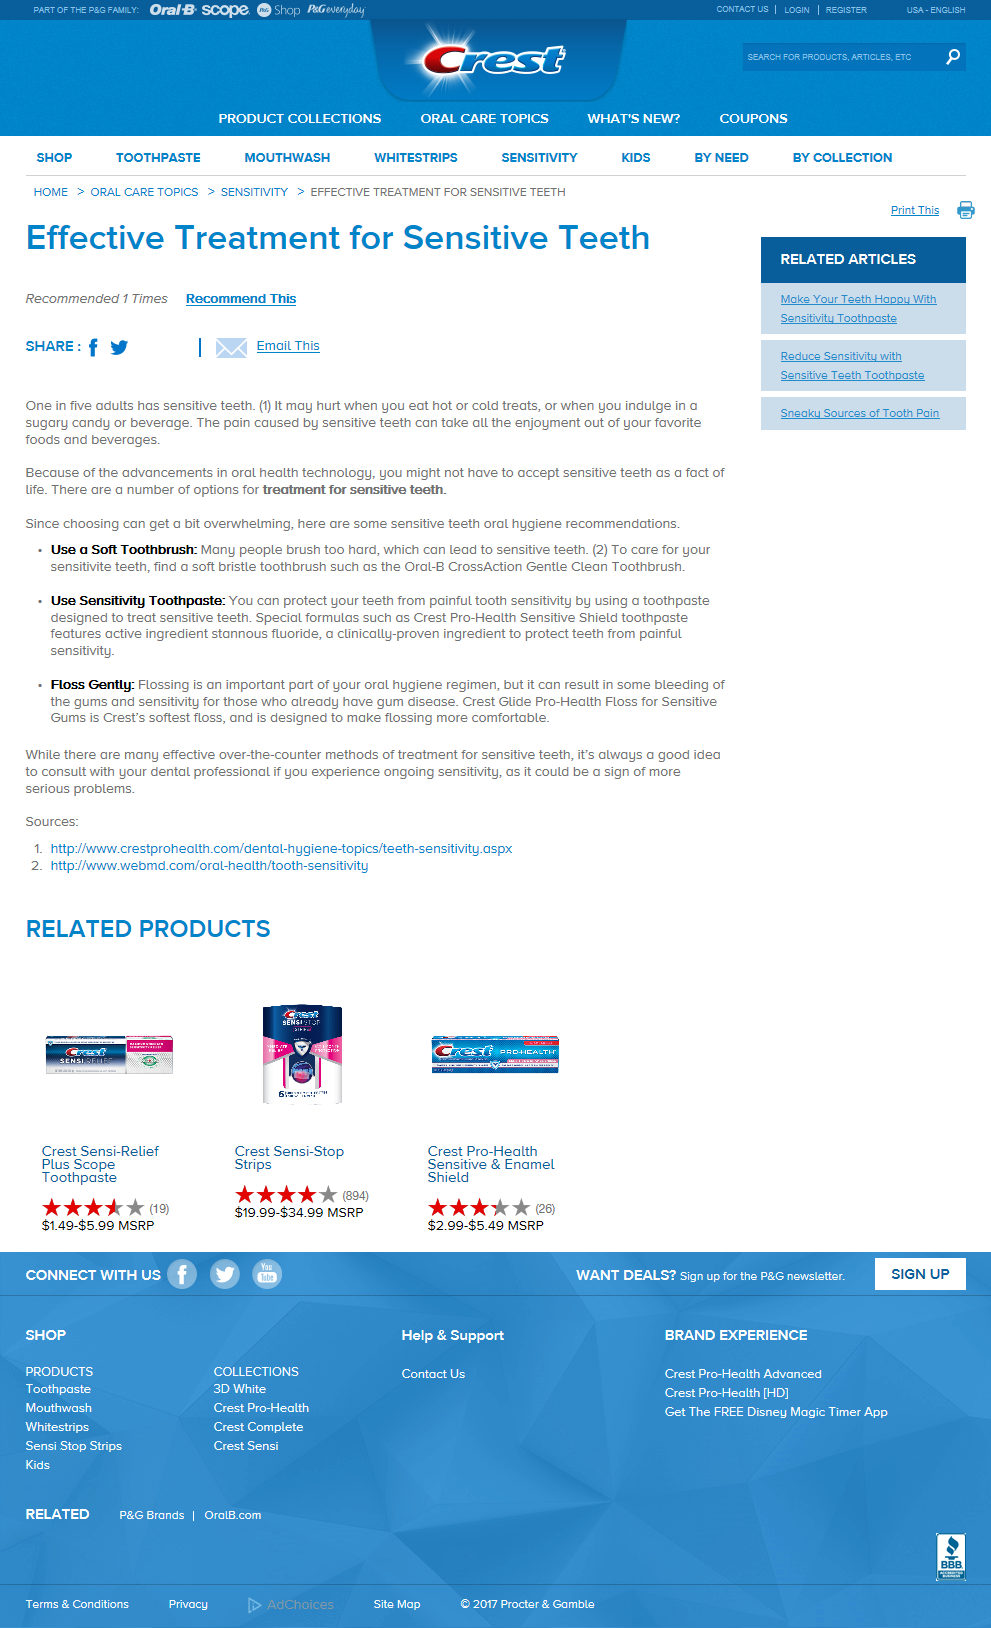 PART OF THE P&G FAMILY: Oral-B scope P&G Shop P&G everyday
CONTACT US | LOGIN | REGISTER USA - ENGLISH
Crest
SEARCH FOR PRODUCTS, ARTICLES, ETC
PRODUCT COLLECTIONS ORAL CARE TOPICS WHAT'S NEW? COUPONS
SHOP TOOTHPASTE MOUTHWASH WHITESTRIPS SENSITIVITY KIDS BY NEED BY COLLECTION
HOME > ORAL CARE TOPICS > SENSITIVITY > EFFECTIVE TREATMENT FOR SENSITIVE TEETH
Print This
Effective Treatment for Sensitive Teeth
Recommended 1 Times Recommend This
SHARE : | Email This
RELATED ARTICLES
Make Your Teeth Happy With
Sensitivity Toothpaste
Reduce Sensitivity with
Sensitive Teeth Toothpaste
Sneaky Sources of Tooth Pain
One in five adults has sensitive teeth. (1) It may hurt when you eat hot or cold treats, or when you indulge in a
sugary candy or beverage. The pain caused by sensitive teeth can take all the enjoyment out of your favorite
foods and beverages.
Because of the advancements in oral health technology, you might not have to accept sensitive teeth as a fact of
life. There are a number of options for treatment for sensitive teeth.
Since choosing can get a bit overwhelming, here are some sensitive teeth oral hygiene recommendations.
• Use a Soft Toothbrush: Many people brush too hard, which can lead to sensitive teeth. (2) To care for your
sensitivite teeth, find a soft bristle toothbrush such as the Oral-B CrossAction Gentle Clean Toothbrush.
• Use Sensitivity Toothpaste: You can protect your teeth from painful tooth sensitivity by using a toothpaste
designed to treat sensitive teeth. Special formulas such as Crest Pro-Health Sensitive Shield toothpaste
features active ingredient stannous fluoride, a clinically-proven ingredient to protect teeth from painful
sensitivity.
• Floss Gently: Flossing is an important part of your oral hygiene regimen, but it can result in some bleeding of
the gums and sensitivity for those who already have gum disease. Crest Glide Pro-Health Floss for Sensitive
Gums is Crest's softest floss, and is designed to make flossing more comfortable.
While there are many effective over-the-counter methods of treatment for sensitive teeth, it's always a good idea
to consult with your dental professional if you experience ongoing sensitivity, as it could be a sign of more
serious problems.
Sources:
1. http://www.crestprohealth.com/dental-hygiene-topics/teeth-sensitivity.aspx
2. http://www.webmd.com/oral-health/tooth-sensitivity
RELATED PRODUCTS
Crest
SENSI RELIEF
Crest
SENSI STOP
STRIPS
Crest PRO-HEALTH
Crest Sensi-Relief
Plus Scope
Toothpaste
(19)
$1.49-$5.99 MSRP
Crest Sensi-Stop
Strips
(894)
$19.99-$34.99 MSRP
Crest Pro-Health
Sensitive & Enamel
Shield
(26)
$2.99-$5.49 MSRP
CONNECT WITH US You Tube
WANT DEALS? Sign up for the P&G newsletter. SIGN UP
SHOP
PRODUCTS
Toothpaste
Mouthwash
Whitestrips
Sensi Stop Strips
Kids
COLLECTIONS
3D White
Crest Pro-Health
Crest Complete
Crest Sensi
Help & Support
Contact Us
BRAND EXPERIENCE
Crest Pro-Health Advanced
Crest Pro-Health [HD]
Get The FREE Disney Magic Timer App
RELATED P&G Brands | OralB.com
BBB
ACCREDITED
BUSINESS
Terms & Conditions Privacy AdChoices Site Map © 2017 Procter & Gamble